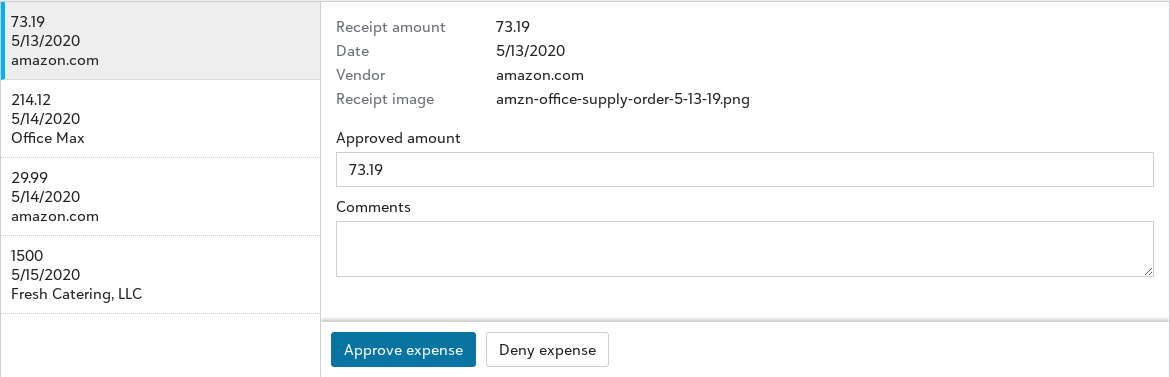 73.19
5/13/2020
amazon.com
214.12
5/14/2020
Office Max
29.99
5/14/2020
amazon.com
1500
5/15/2020
Fresh Catering, LLC
Receipt amount 73.19
Date 5/13/2020
Vendor amazon.com
Receipt image amzn-office-supply-order-5-13-19.png
Approved amount
73.19
Comments
Approve expense Deny expense